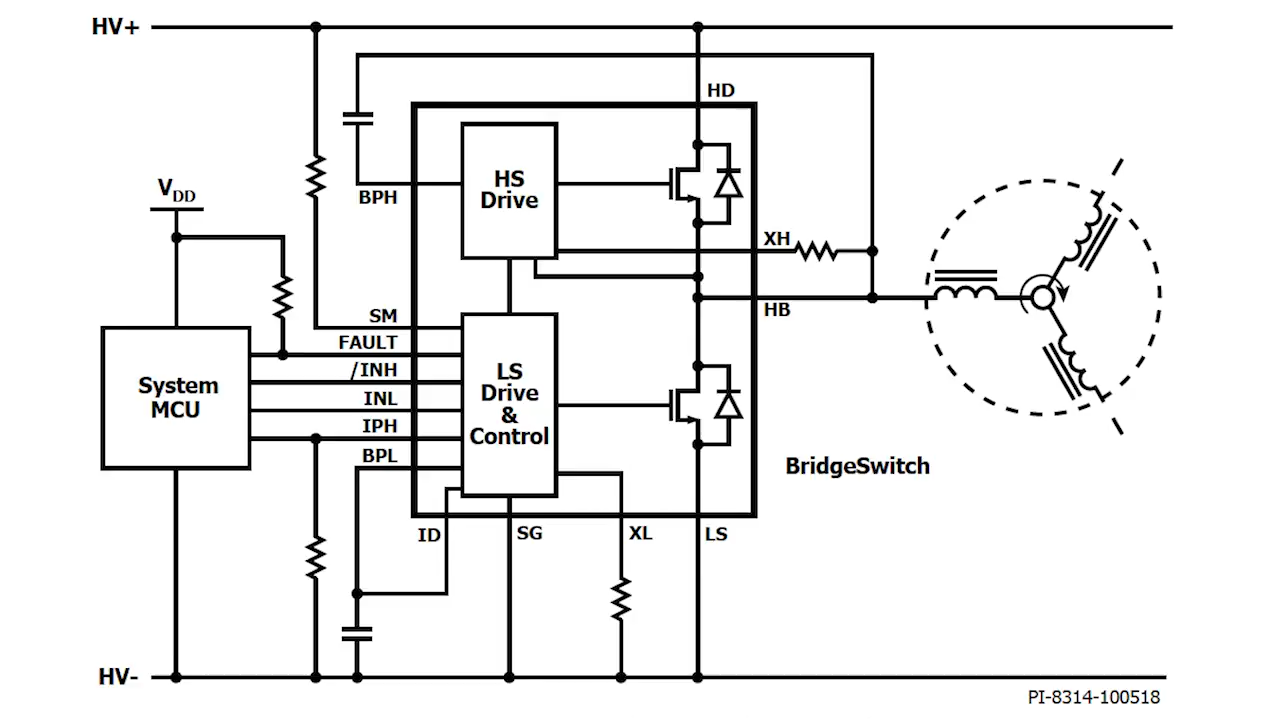 HV+
HD
HS
Drive
BPH
VDD
XH
HB
SM
FAULT
/INH
INL
IPH
BPL
System
MCU
LS
Drive
&
Control
BridgeSwitch
ID
SG
XL
LS
HV-
PI-8314-100518